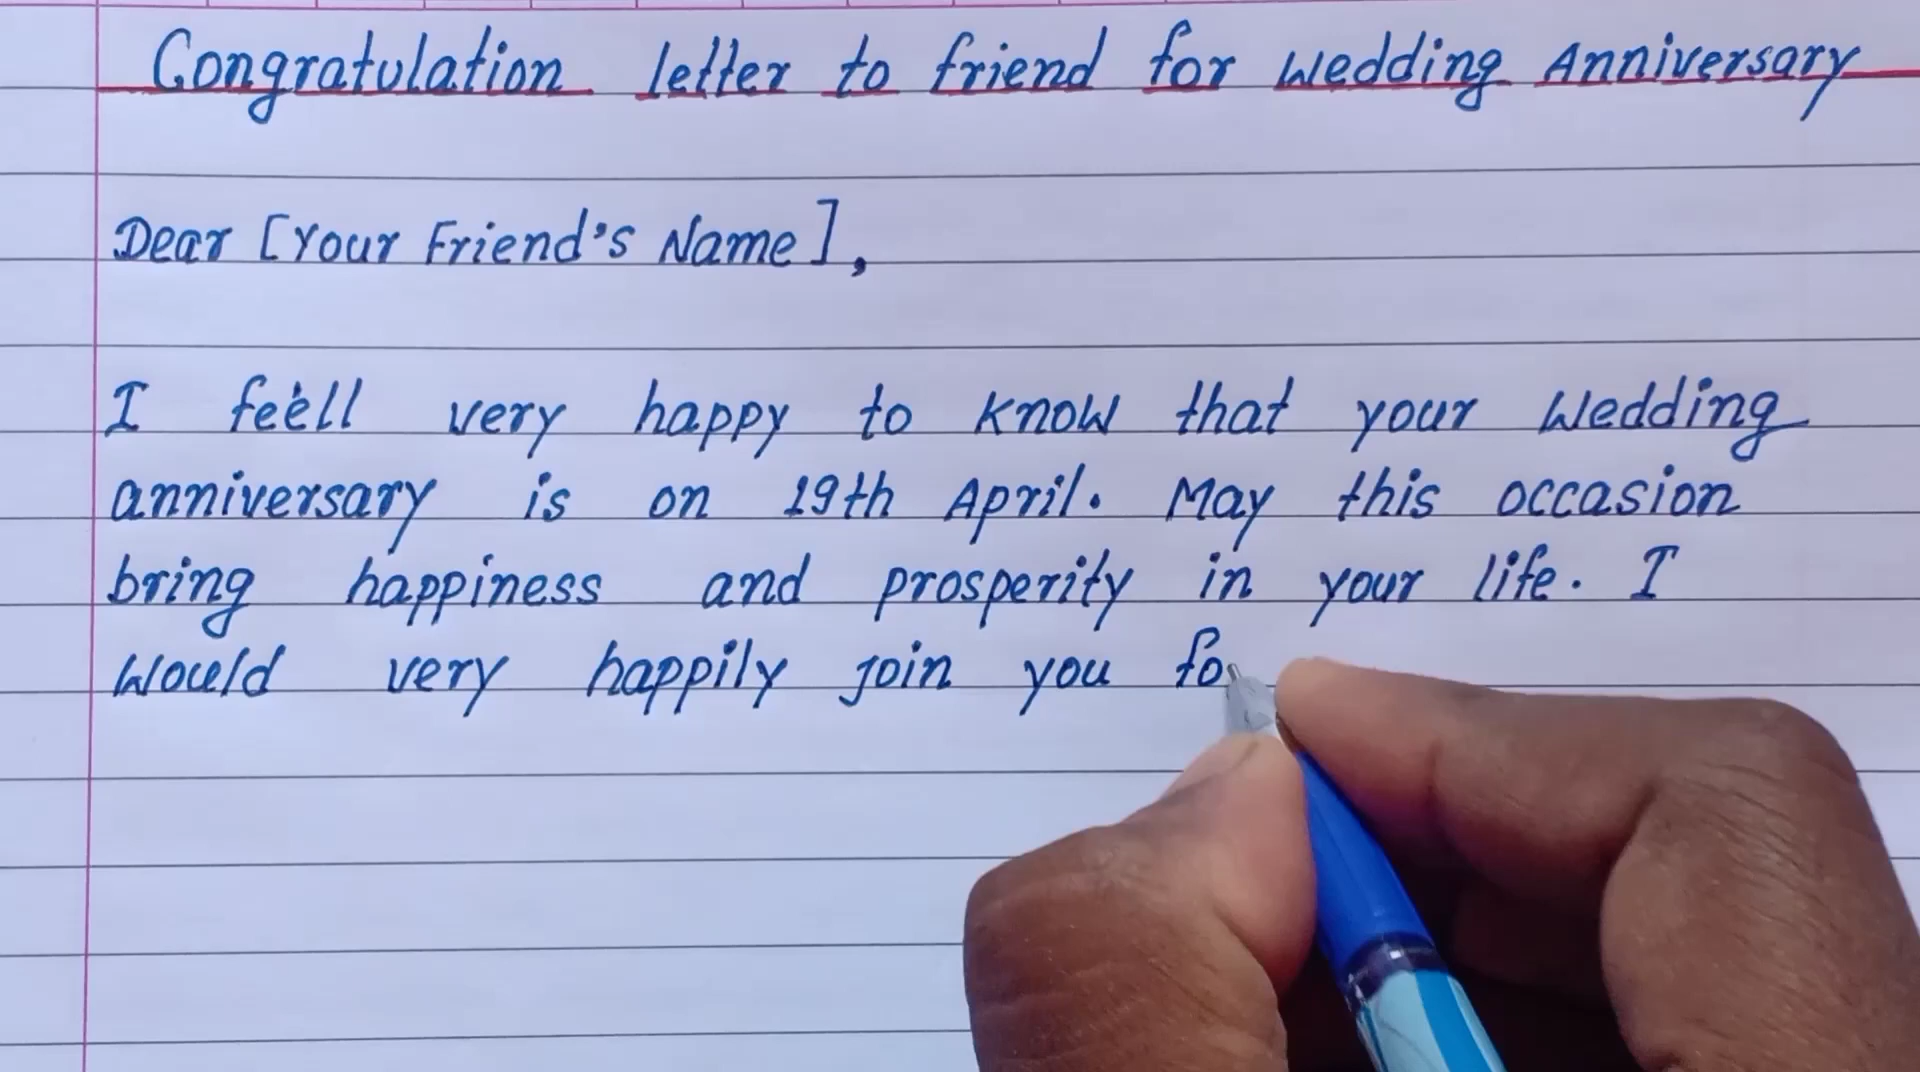 Congratulation letter to friend for wedding Anniversary
Dear [Your Friend's Name],
I feell very happy to know that your wedding
anniversary is on 19th April. May this occasion
bring happiness and prosperity in your life. I
would very happily join you fo